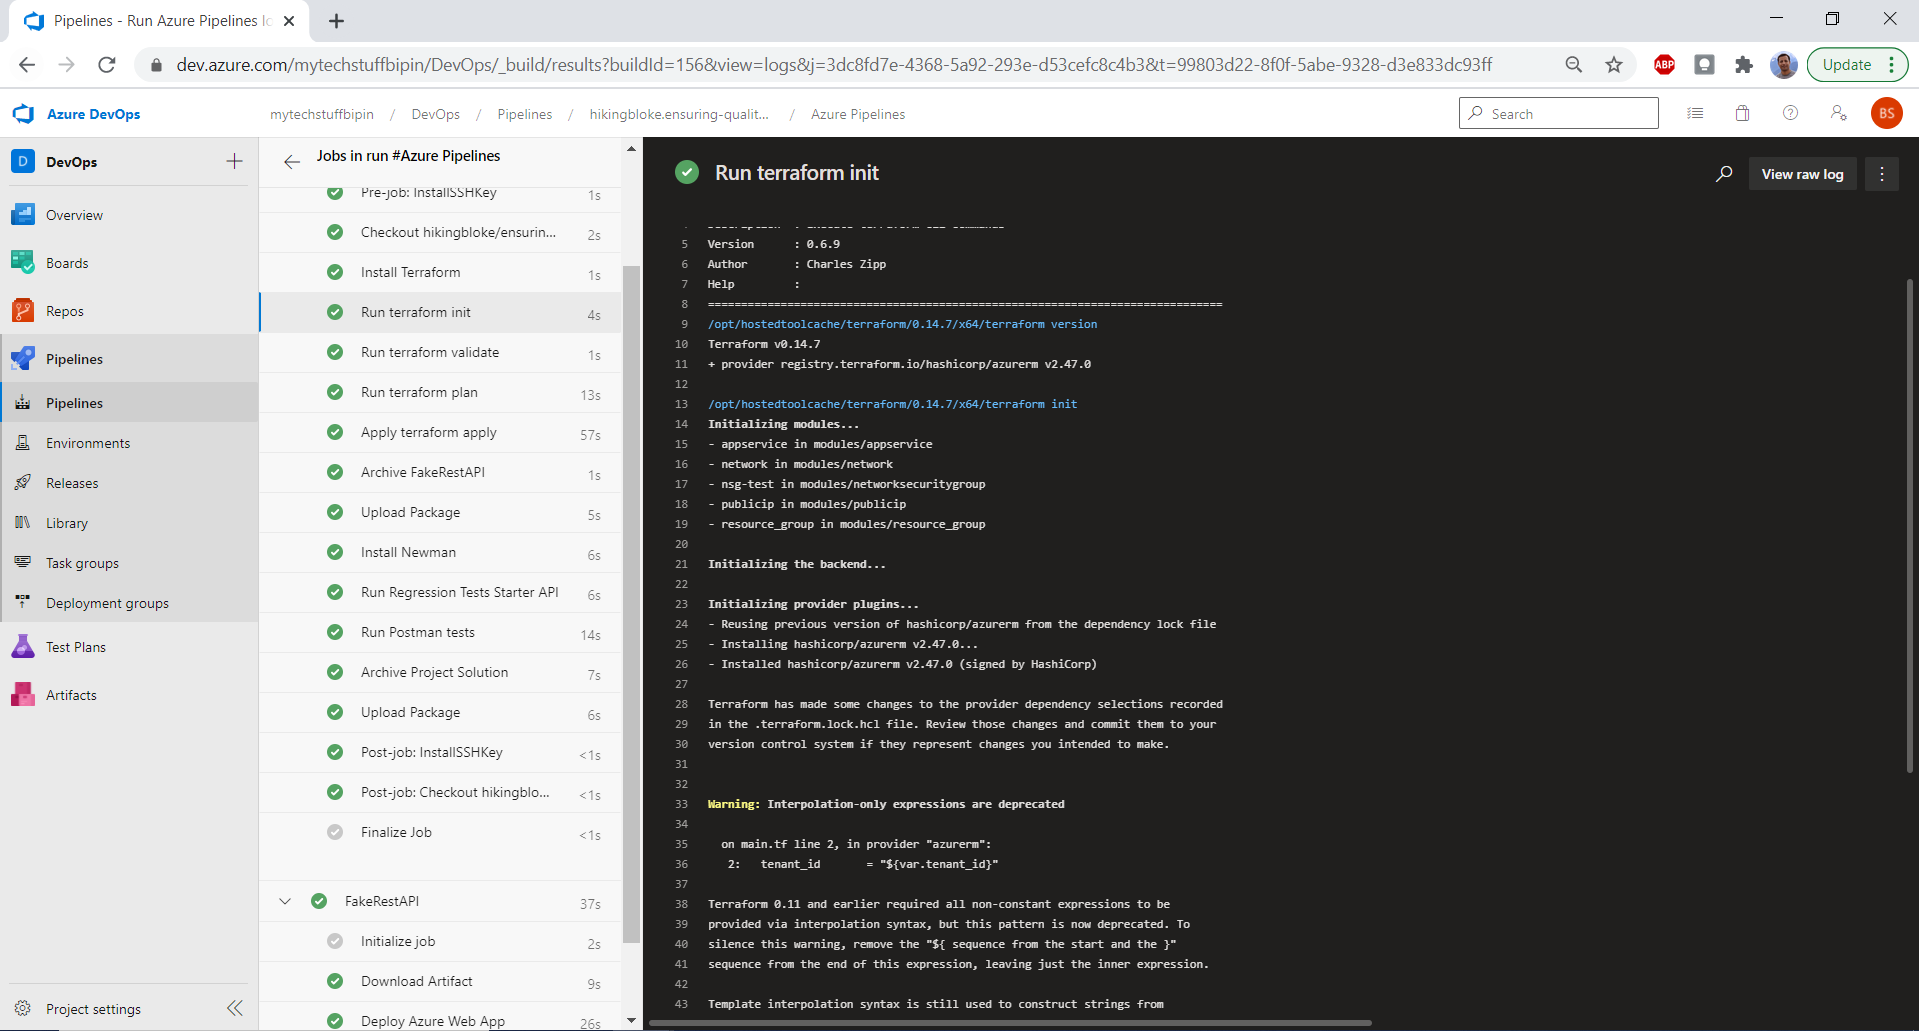 Pipelines - Run Azure Pipelines lo
dev.azure.com/mytechstuffbipin/DevOps/_build/results?buildId=156&view=logs&j=3dc8fd7e-4368-5a92-293e-d53cefc8c4b3&t=99803d22-8f0f-5abe-9328-d3e833dc93ff
ABP
Update
Azure DevOps
mytechstuffbipin / DevOps / Pipelines / hikingbloke.ensuring-qualit... / Azure Pipelines
Search
BS
D DevOps
Overview
Boards
Repos
Pipelines
Pipelines
Environments
Releases
Library
Task groups
Deployment groups
Test Plans
Artifacts
Project settings
Jobs in run #Azure Pipelines
Pre-job: InstallSSHKey 1s
Checkout hikingbloke/ensurin... 2s
Install Terraform 1s
Run terraform init 4s
Run terraform validate 1s
Run terraform plan 13s
Apply terraform apply 57s
Archive FakeRestAPI 1s
Upload Package 5s
Install Newman 6s
Run Regression Tests Starter API 6s
Run Postman tests 14s
Archive Project Solution 7s
Upload Package 6s
Post-job: InstallSSHKey <1s
Post-job: Checkout hikingblo... <1s
Finalize Job <1s
FakeRestAPI 37s
Initialize job 2s
Download Artifact 9s
Deploy Azure Web App 26s
Run terraform init
View raw log
5 Version : 0.6.9
6 Author : Charles Zipp
7 Help :
8 ==============================================================================
9 /opt/hostedtoolcache/terraform/0.14.7/x64/terraform version
10 Terraform v0.14.7
11 + provider registry.terraform.io/hashicorp/azurerm v2.47.0
12
13 /opt/hostedtoolcache/terraform/0.14.7/x64/terraform init
14 Initializing modules...
15 - appservice in modules/appservice
16 - network in modules/network
17 - nsg-test in modules/networksecuritygroup
18 - publicip in modules/publicip
19 - resource_group in modules/resource_group
20
21 Initializing the backend...
22
23 Initializing provider plugins...
24 - Reusing previous version of hashicorp/azurerm from the dependency lock file
25 - Installing hashicorp/azurerm v2.47.0...
26 - Installed hashicorp/azurerm v2.47.0 (signed by HashiCorp)
27
28 Terraform has made some changes to the provider dependency selections recorded
29 in the .terraform.lock.hcl file. Review those changes and commit them to your
30 version control system if they represent changes you intended to make.
31
32
33 Warning: Interpolation-only expressions are deprecated
34
35 on main.tf line 2, in provider "azurerm":
36 2: tenant_id = "${var.tenant_id}"
37
38 Terraform 0.11 and earlier required all non-constant expressions to be
39 provided via interpolation syntax, but this pattern is now deprecated. To
40 silence this warning, remove the "${ sequence from the start and the }"
41 sequence from the end of this expression, leaving just the inner expression.
42
43 Template interpolation syntax is still used to construct strings from